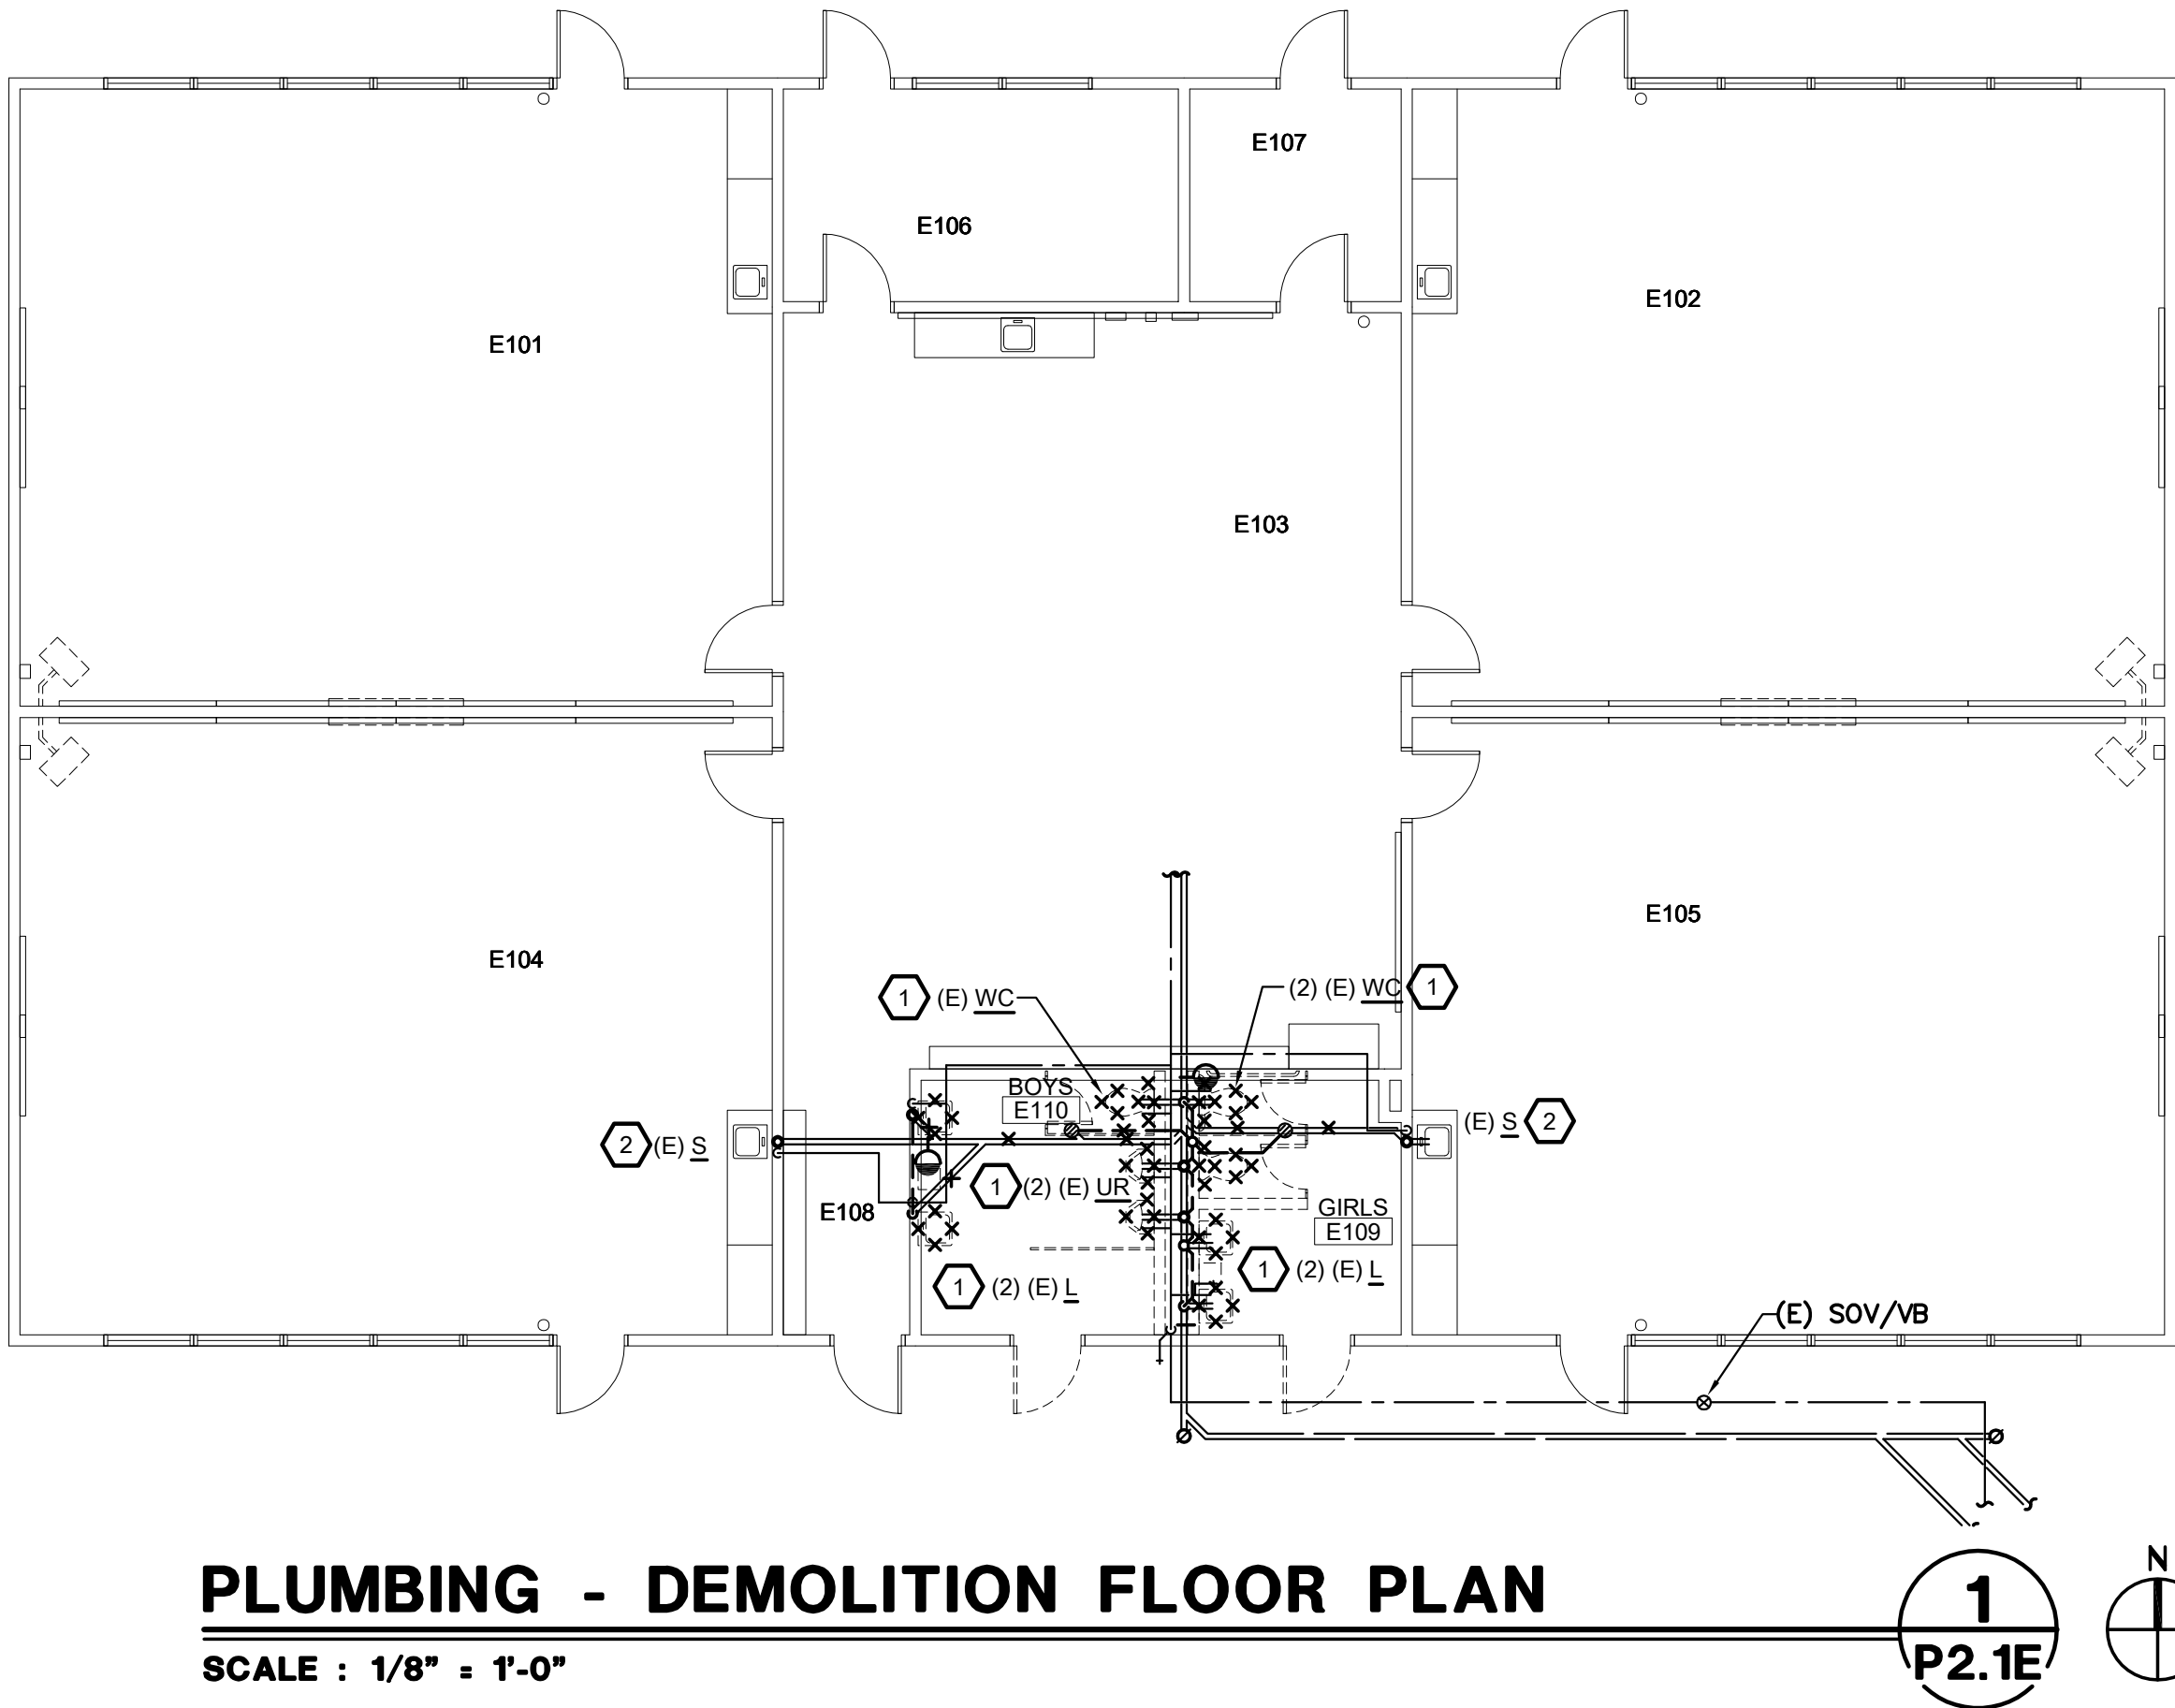 E107
E106
E102
E101
E103
E105
E104
1 (E) WC
(2) (E) WC 1
BOYS
E110
2 (E) S
(E) S 2
1 (2) (E) UR
E108
GIRLS
E109
1 (2) (E) L
1 (2) (E) L
(E) SOV/VB
PLUMBING - DEMOLITION FLOOR PLAN
SCALE : 1/8" = 1'-0"
1
P2.1E
N